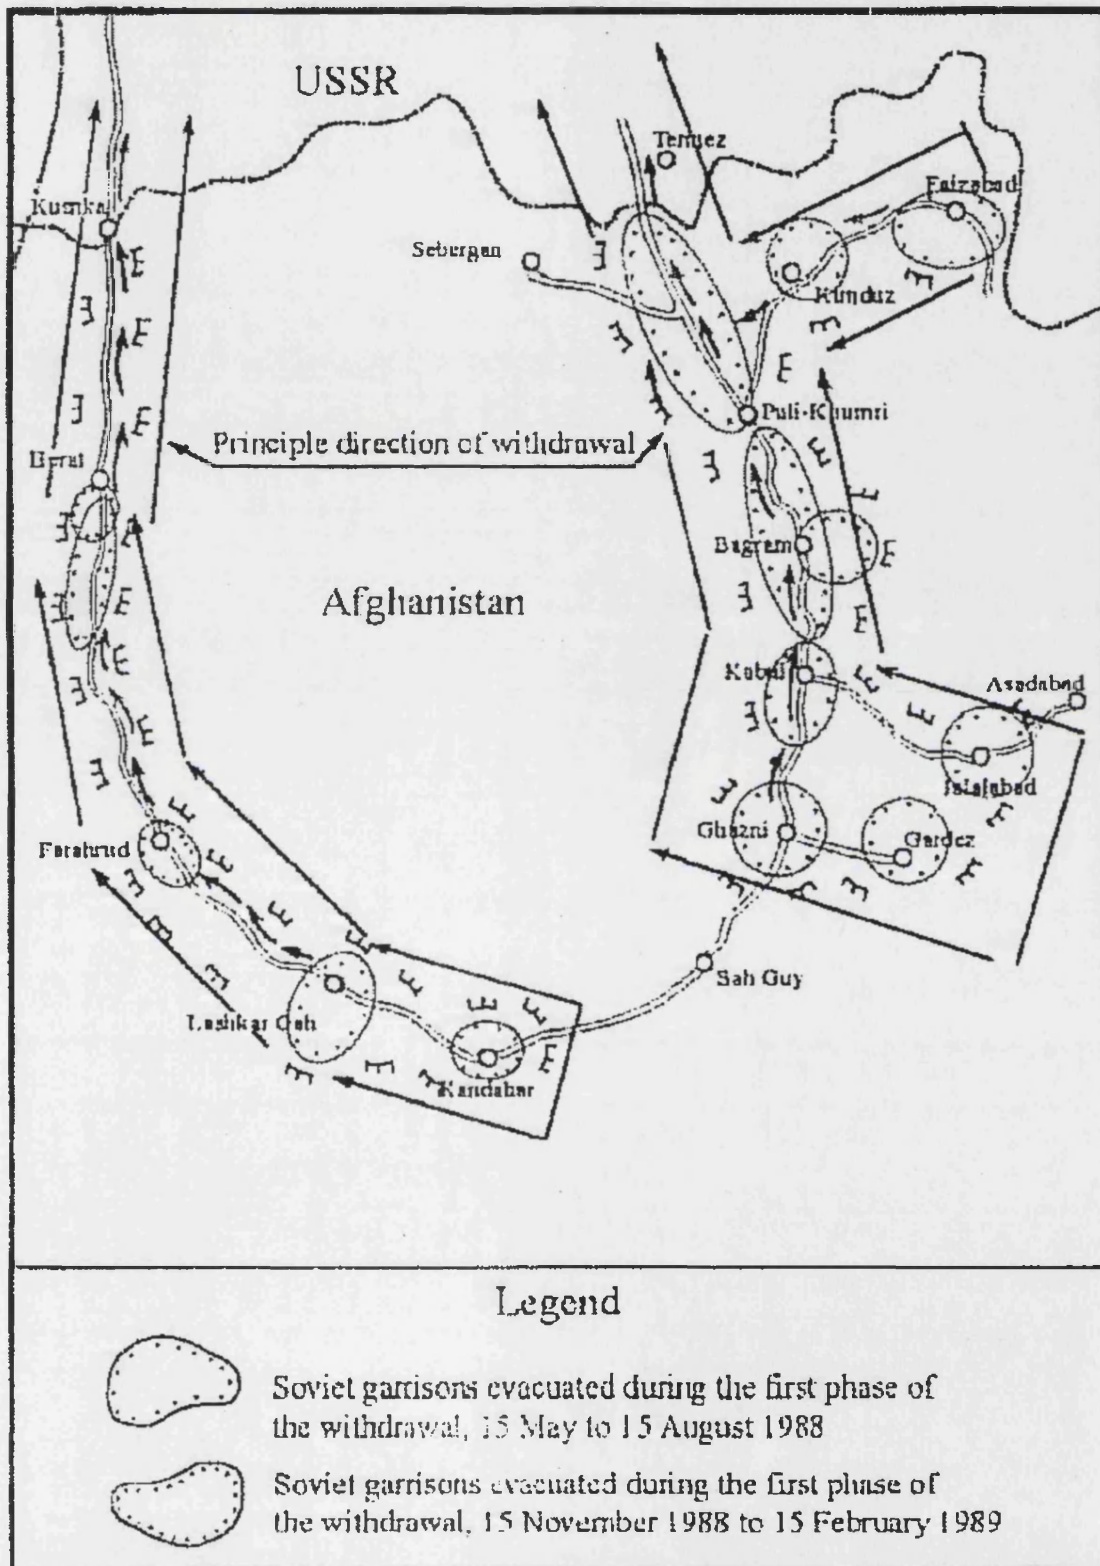 USSR
Termez
Faizabad
Kushka
Sebergan
Kunduz
Puli-Khumri
Principle direction of withdrawal
Herat
Bagram
Afghanistan
Kabul
Asadabad
Jalalabad
Ghazni
Gardez
Farahrud
Sah Guy
Lashkar Gah
Kandahar
Legend
Soviet garrisons evacuated during the first phase of
the withdrawal, 15 May to 15 August 1988
Soviet garrisons evacuated during the first phase of
the withdrawal, 15 November 1988 to 15 February 1989